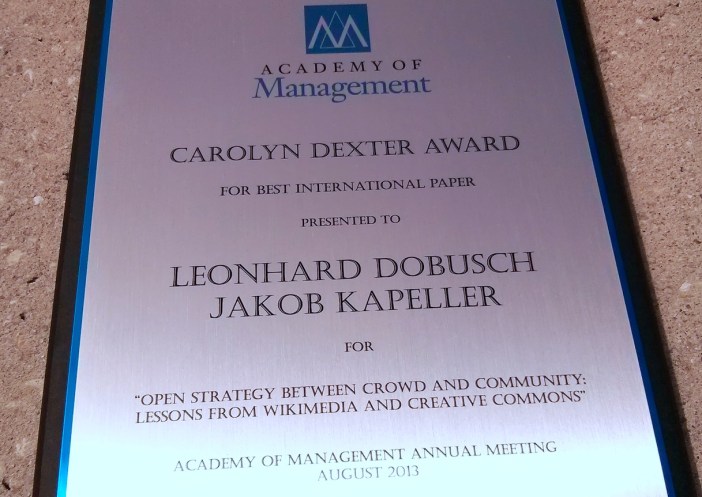 ACADEMY OF
Management
CAROLYN DEXTER AWARD
FOR BEST INTERNATIONAL PAPER
PRESENTED TO
LEONHARD DOBUSCH
JAKOB KAPELLER
FOR
“OPEN STRATEGY BETWEEN CROWD AND COMMUNITY:
LESSONS FROM WIKIMEDIA AND CREATIVE COMMONS”
ACADEMY OF MANAGEMENT ANNUAL MEETING
AUGUST 2013